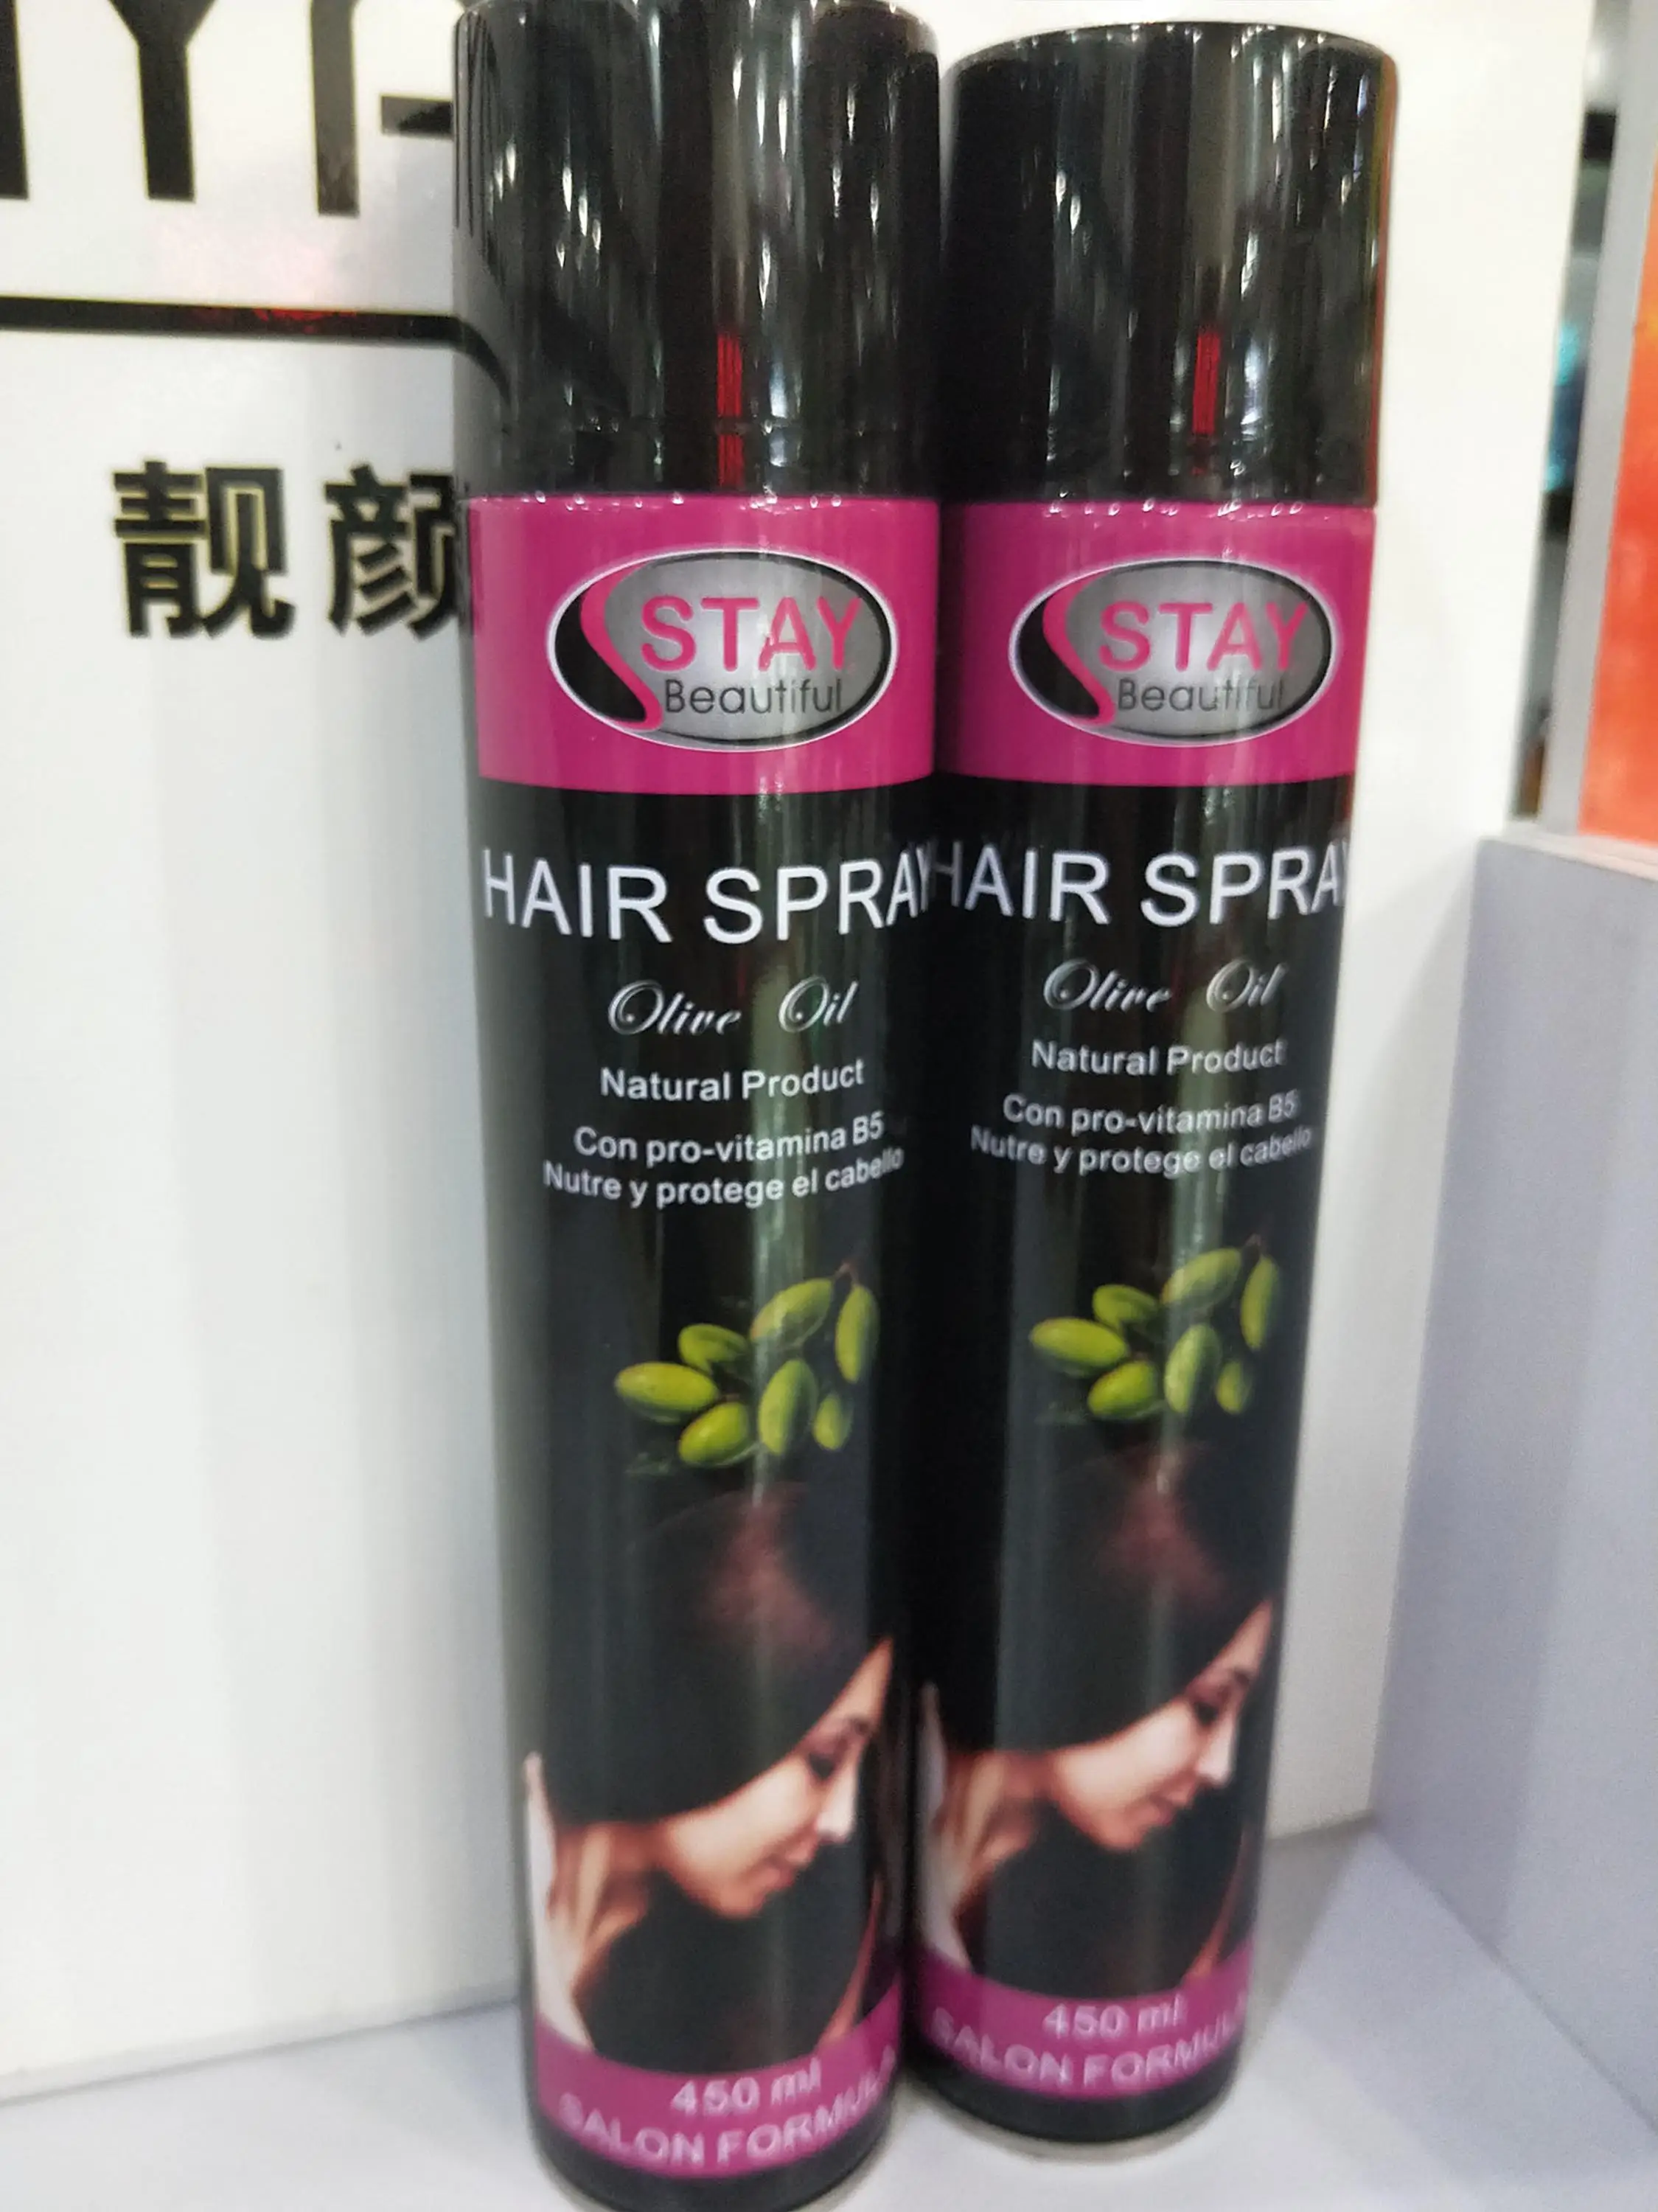 YA
靓颜
STAY
Beautiful
HAIR SPRAY
Olive Oil
Natural Product
Con pro-vitamina B5
Nutre y protege el cabello
450 ml
SALON FORMULA
STAY
Beautiful
HAIR SPRAY
Olive Oil
Natural Product
Con pro-vitamina B5
Nutre y protege el cabello
450 ml
SALON FORMULA